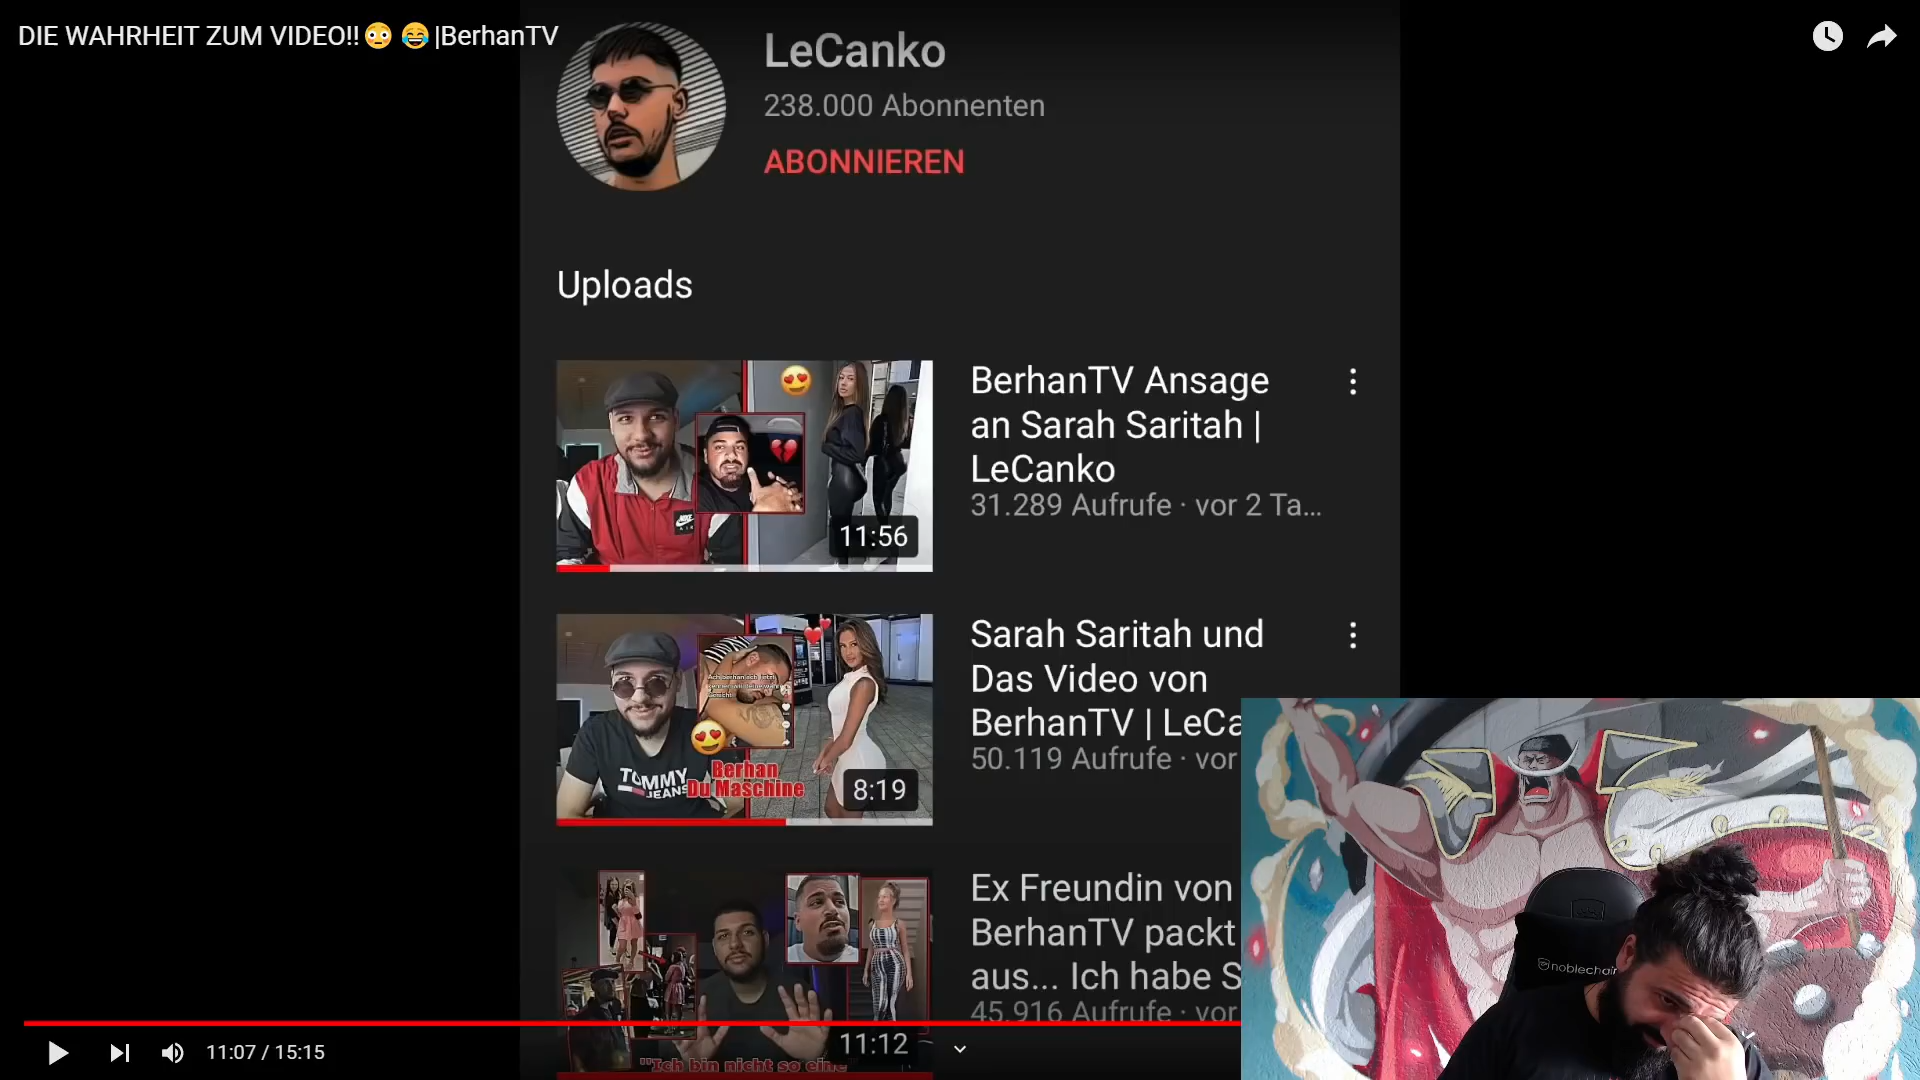 DIE WAHRHEIT ZUM VIDEO!!😳 😂 |BerhanTV
LeCanko
238.000 Abonnenten
ABONNIEREN
Uploads
BerhanTV Ansage
an Sarah Saritah |
LeCanko
31.289 Aufrufe · vor 2 Ta...
11:56
Sarah Saritah und
Das Video von
BerhanTV | LeCa
50.119 Aufrufe · vor
TOMMY
JEANS
Berhan
Du Maschine
8:19
Ex Freundin von
BerhanTV packt
aus... Ich habe S
45.916 Aufrufe · vor
11:12
"Ich bin nicht so eine"
noblechair
11:07 / 15:15